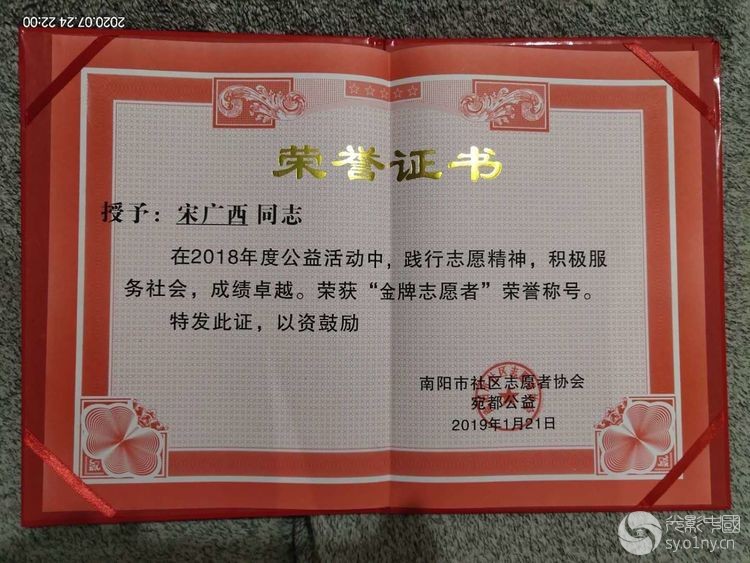 2020.07.24 22:00
荣誉证书
授予：宋广西 同志
在2018年度公益活动中，践行志愿精神，积极服
务社会，成绩卓越。荣获“金牌志愿者”荣誉称号。
特发此证，以资鼓励
南阳市社区志愿者协会
宛都公益
2019年1月21日
syo1ny.cn